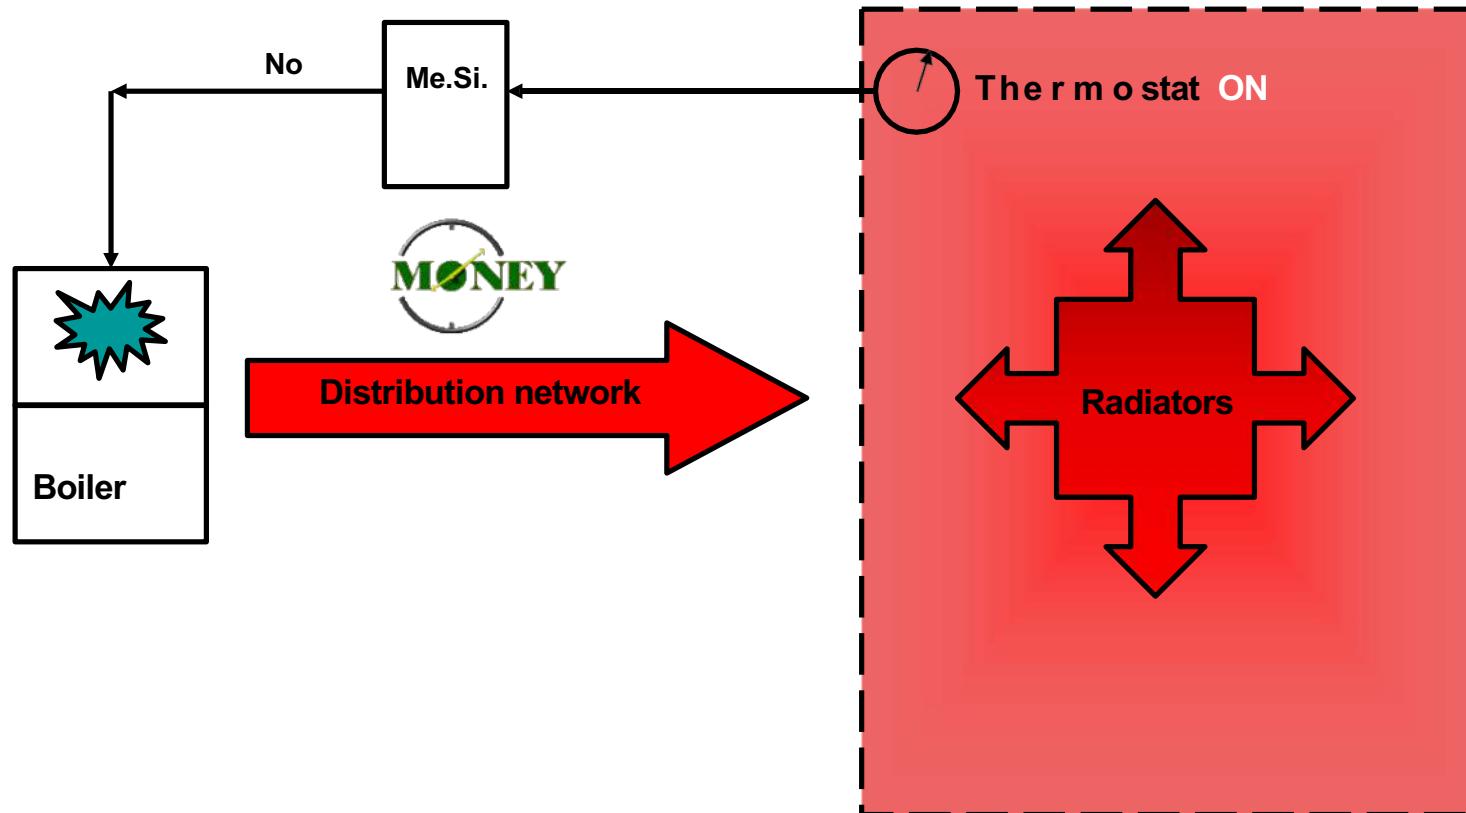 No
Me.Si.
Thermostat ON
MONEY
Distribution network
Radiators
Boiler